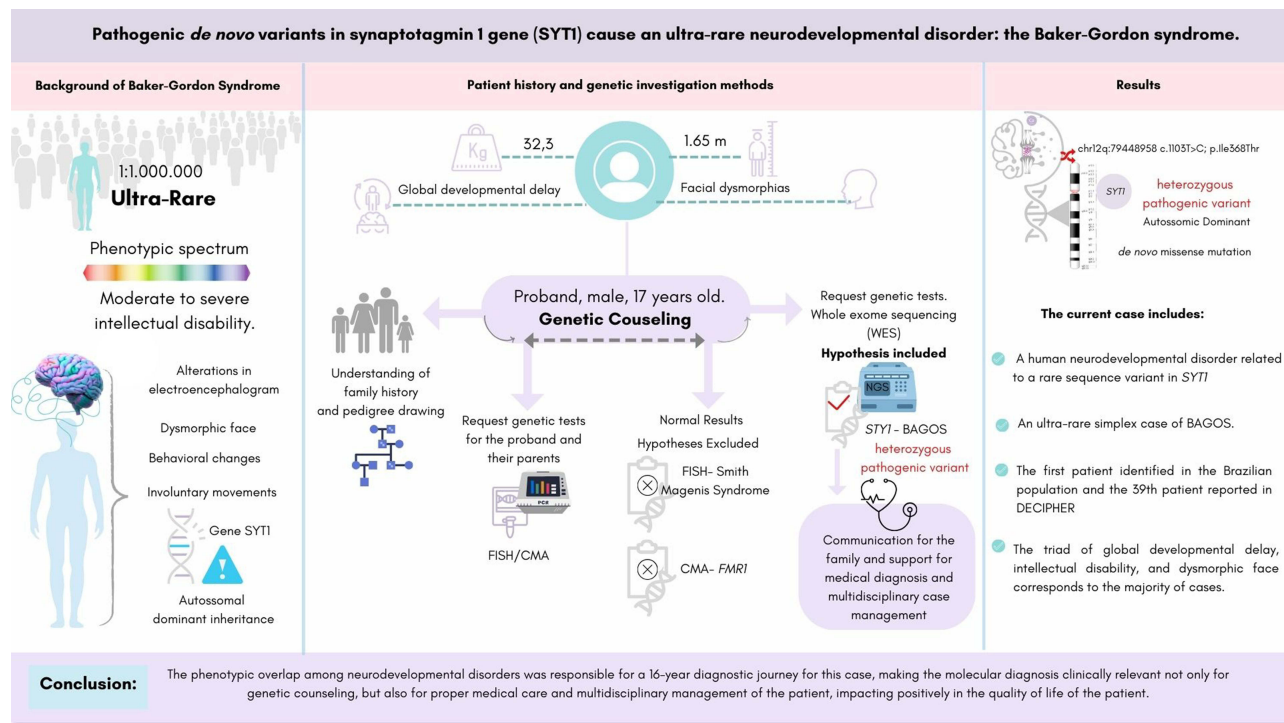 Pathogenic de novo variants in synaptotagmin 1 gene (SYT1) cause an ultra-rare neurodevelopmental disorder: the Baker-Gordon syndrome.
Background of Baker-Gordon Syndrome
1:1.000.000
Ultra-Rare
Phenotypic spectrum
Moderate to severe
intellectual disability.
Alterations in
electroencephalogram
Dysmorphic face
Behavioral changes
Involuntary movements
Gene SYT1
Autossomal
dominant inheritance
Patient history and genetic investigation methods
Kg
32,3
1.65 m
Global developmental delay
Facial dysmorphias
Proband, male, 17 years old.
Genetic Couseling
Understanding of
family history
and pedigree drawing
Request genetic tests
for the proband and
their parents
PCR
FISH/CMA
Normal Results
Hypotheses Excluded
FISH- Smith
Magenis Syndrome
CMA- FMR1
Request genetic tests.
Whole exome sequencing
(WES)
Hypothesis included
NGS
STY1 - BAGOS
heterozygous
pathogenic variant
Communication for the
family and support for
medical diagnosis and
multidisciplinary case
management
Results
chr12q:79448958 c.1103T>C; p.Ile368Thr
SYT1
heterozygous
pathogenic variant
Autossomic Dominant
de novo missense mutation
The current case includes:
A human neurodevelopmental disorder related
to a rare sequence variant in SYT1
An ultra-rare simplex case of BAGOS.
The first patient identified in the Brazilian
population and the 39th patient reported in
DECIPHER
The triad of global developmental delay,
intellectual disability, and dysmorphic face
corresponds to the majority of cases.
Conclusion:
The phenotypic overlap among neurodevelopmental disorders was responsible for a 16-year diagnostic journey for this case, making the molecular diagnosis clinically relevant not only for
genetic counseling, but also for proper medical care and multidisciplinary management of the patient, impacting positively in the quality of life of the patient.